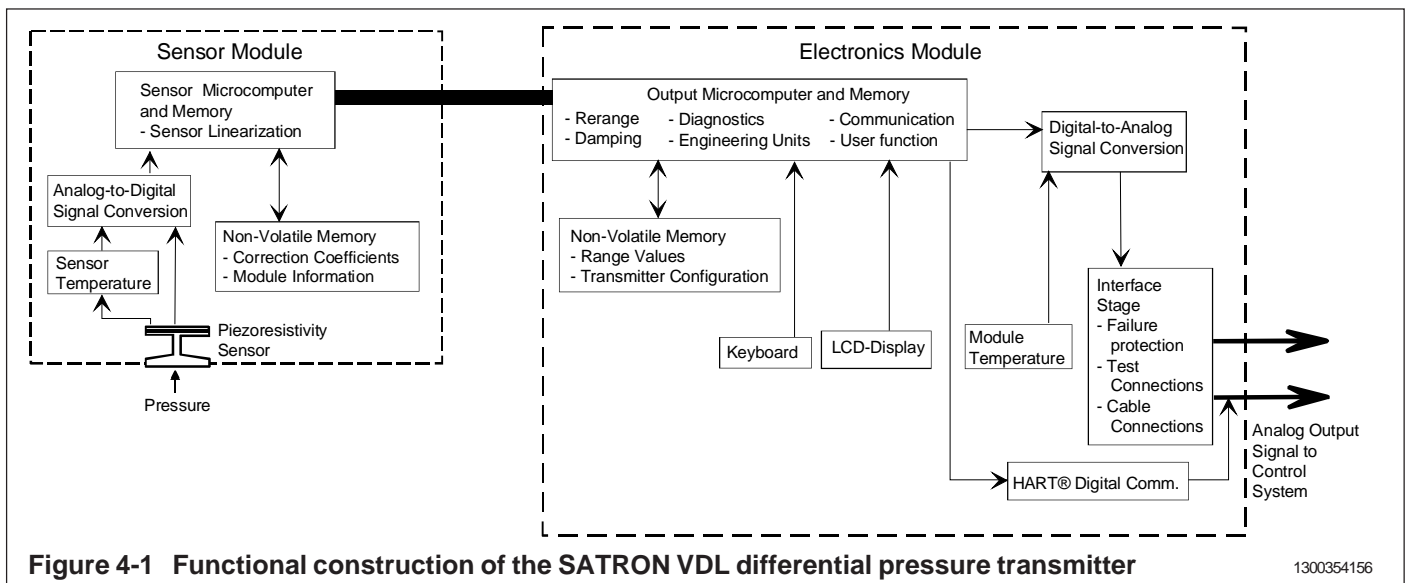 Sensor Module
Sensor Microcomputer
and Memory
- Sensor Linearization
Analog-to-Digital
Signal Conversion
Sensor
Temperature
Non-Volatile Memory
- Correction Coefficients
- Module Information
Piezoresistivity
Sensor
Pressure
Electronics Module
Output Microcomputer and Memory
- Rerange - Diagnostics - Communication
- Damping - Engineering Units - User function
Non-Volatile Memory
- Range Values
- Transmitter Configuration
Keyboard
LCD-Display
Digital-to-Analog
Signal Conversion
Module
Temperature
Interface
Stage
- Failure
protection
- Test
Connections
- Cable
Connections
HART® Digital Comm.
Analog Output
Signal to
Control
System
Figure 4-1 Functional construction of the SATRON VDL differential pressure transmitter
1300354156